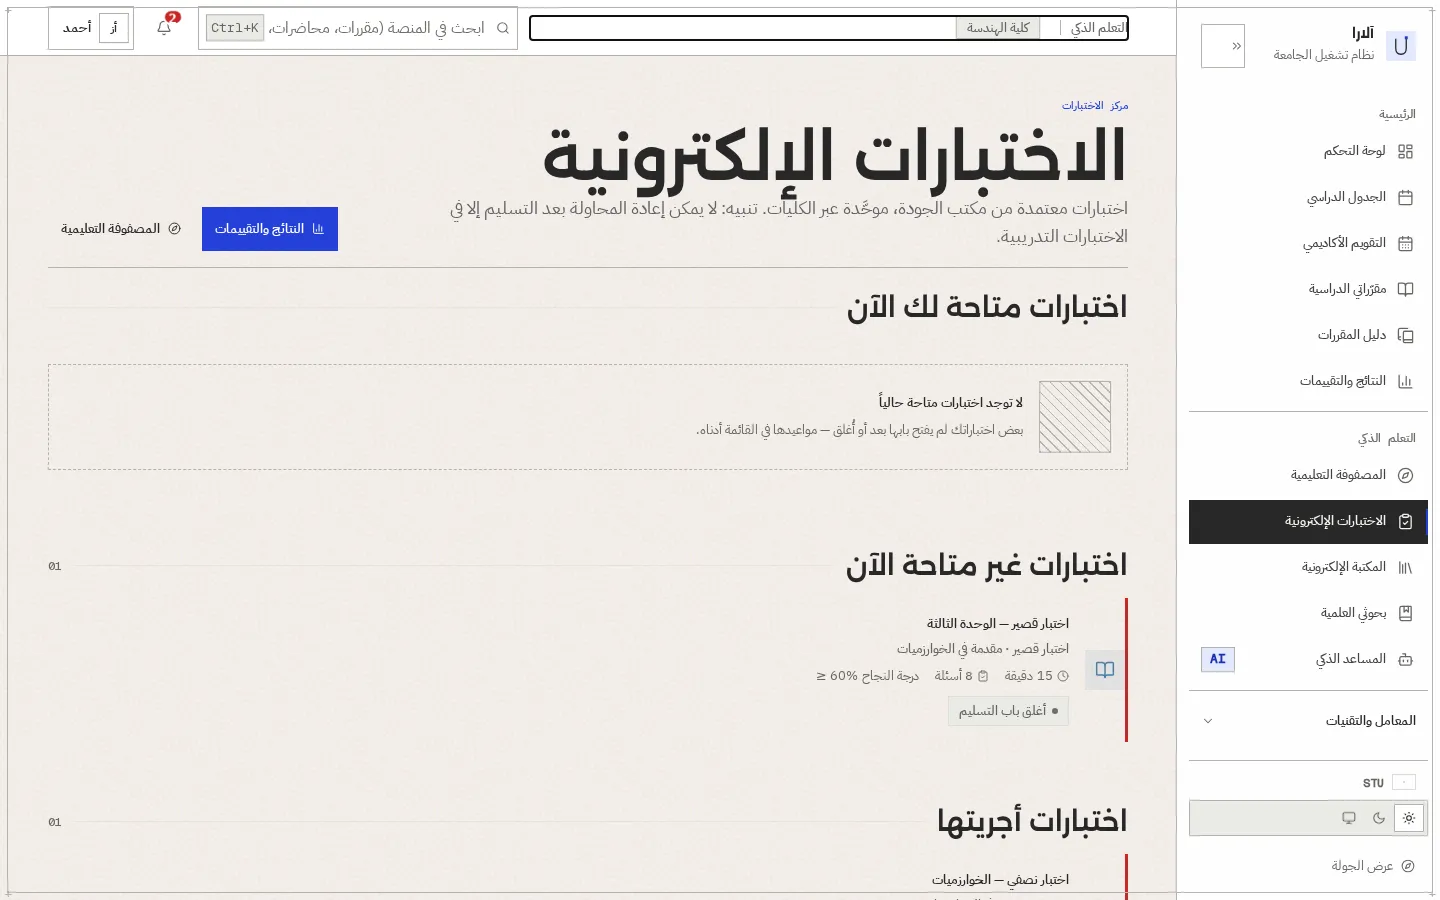 آلارا
نظام تشغيل الجامعة
»
الرئيسية
لوحة التحكم
الجدول الدراسي
التقويم الأكاديمي
مقرّراتي الدراسية
دليل المقررات
النتائج والتقييمات
التعلم الذكي
المصفوفة التعليمية
الاختبارات الإلكترونية
المكتبة الإلكترونية
بحوثي العلمية
المساعد الذكي AI
المعامل والتقنيات
STU
عرض الجولة
التعلم الذكي كلية الهندسة ابحث في المنصة (مقررات، محاضرات، Ctrl+K 2 أز أحمد
مركز الاختبارات
الاختبارات الإلكترونية
اختبارات معتمدة من مكتب الجودة، موحَّدة عبر الكليات. تنبيه: لا يمكن إعادة المحاولة بعد التسليم إلا في
الاختبارات التدريبية.
النتائج والتقييمات المصفوفة التعليمية
اختبارات متاحة لك الآن
لا توجد اختبارات متاحة حالياً
بعض اختباراتك لم يفتح بابها بعد أو أُغلق — مواعيدها في القائمة أدناه.
اختبارات غير متاحة الآن 01
اختبار قصير — الوحدة الثالثة
اختبار قصير · مقدمة في الخوارزميات
15 دقيقة 8 أسئلة درجة النجاح 60% ≤
أغلق باب التسليم
اختبارات أجريتها 01
اختبار نصفي — الخوارزميات